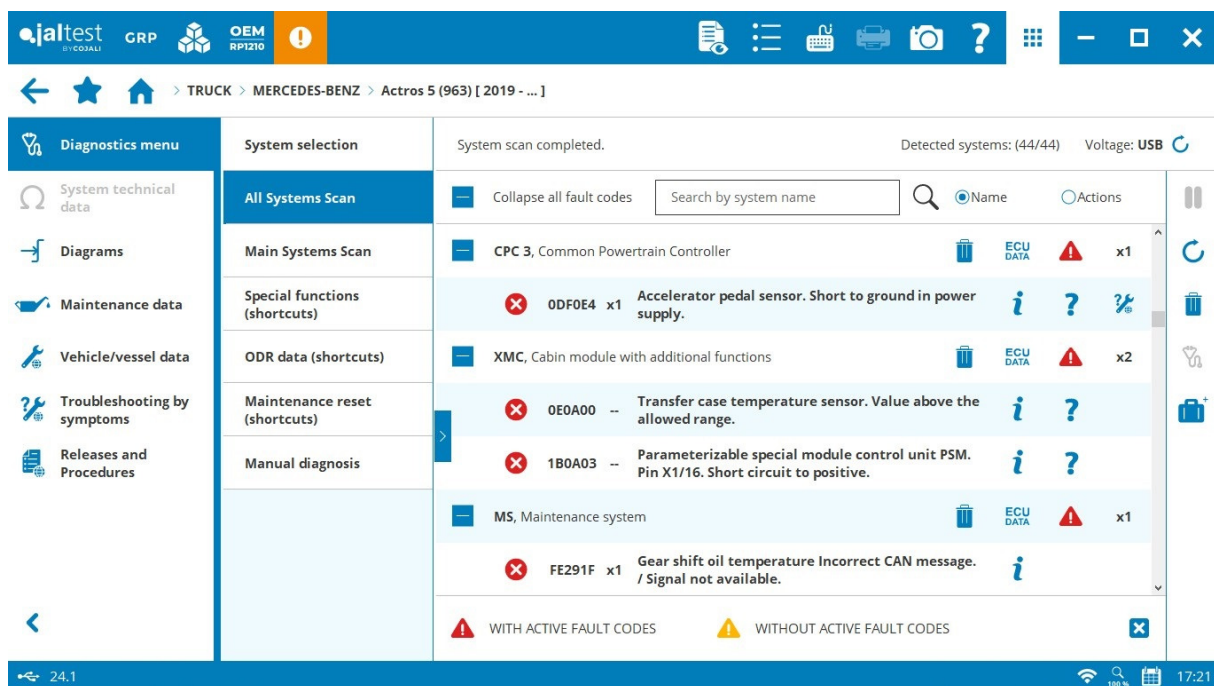 jaltest
BY COJALI
GRP
OEM
RP1210
> TRUCK > MERCEDES-BENZ > Actros 5 (963) [ 2019 - ... ]
Diagnostics menu
System technical
data
Diagrams
Maintenance data
Vehicle/vessel data
Troubleshooting by
symptoms
Releases and
Procedures
System selection
All Systems Scan
Main Systems Scan
Special functions
(shortcuts)
ODR data (shortcuts)
Maintenance reset
(shortcuts)
Manual diagnosis
System scan completed.
Detected systems: (44/44)
Voltage: USB
Collapse all fault codes
Search by system name
Name
Actions
CPC 3, Common Powertrain Controller
ECU
DATA
x1
0DF0E4 x1
Accelerator pedal sensor. Short to ground in power
supply.
XMC, Cabin module with additional functions
ECU
DATA
x2
0E0A00 --
Transfer case temperature sensor. Value above the
allowed range.
1B0A03 --
Parameterizable special module control unit PSM.
Pin X1/16. Short circuit to positive.
MS, Maintenance system
ECU
DATA
x1
FE291F x1
Gear shift oil temperature Incorrect CAN message.
/ Signal not available.
WITH ACTIVE FAULT CODES
WITHOUT ACTIVE FAULT CODES
24.1
100 %
17:21